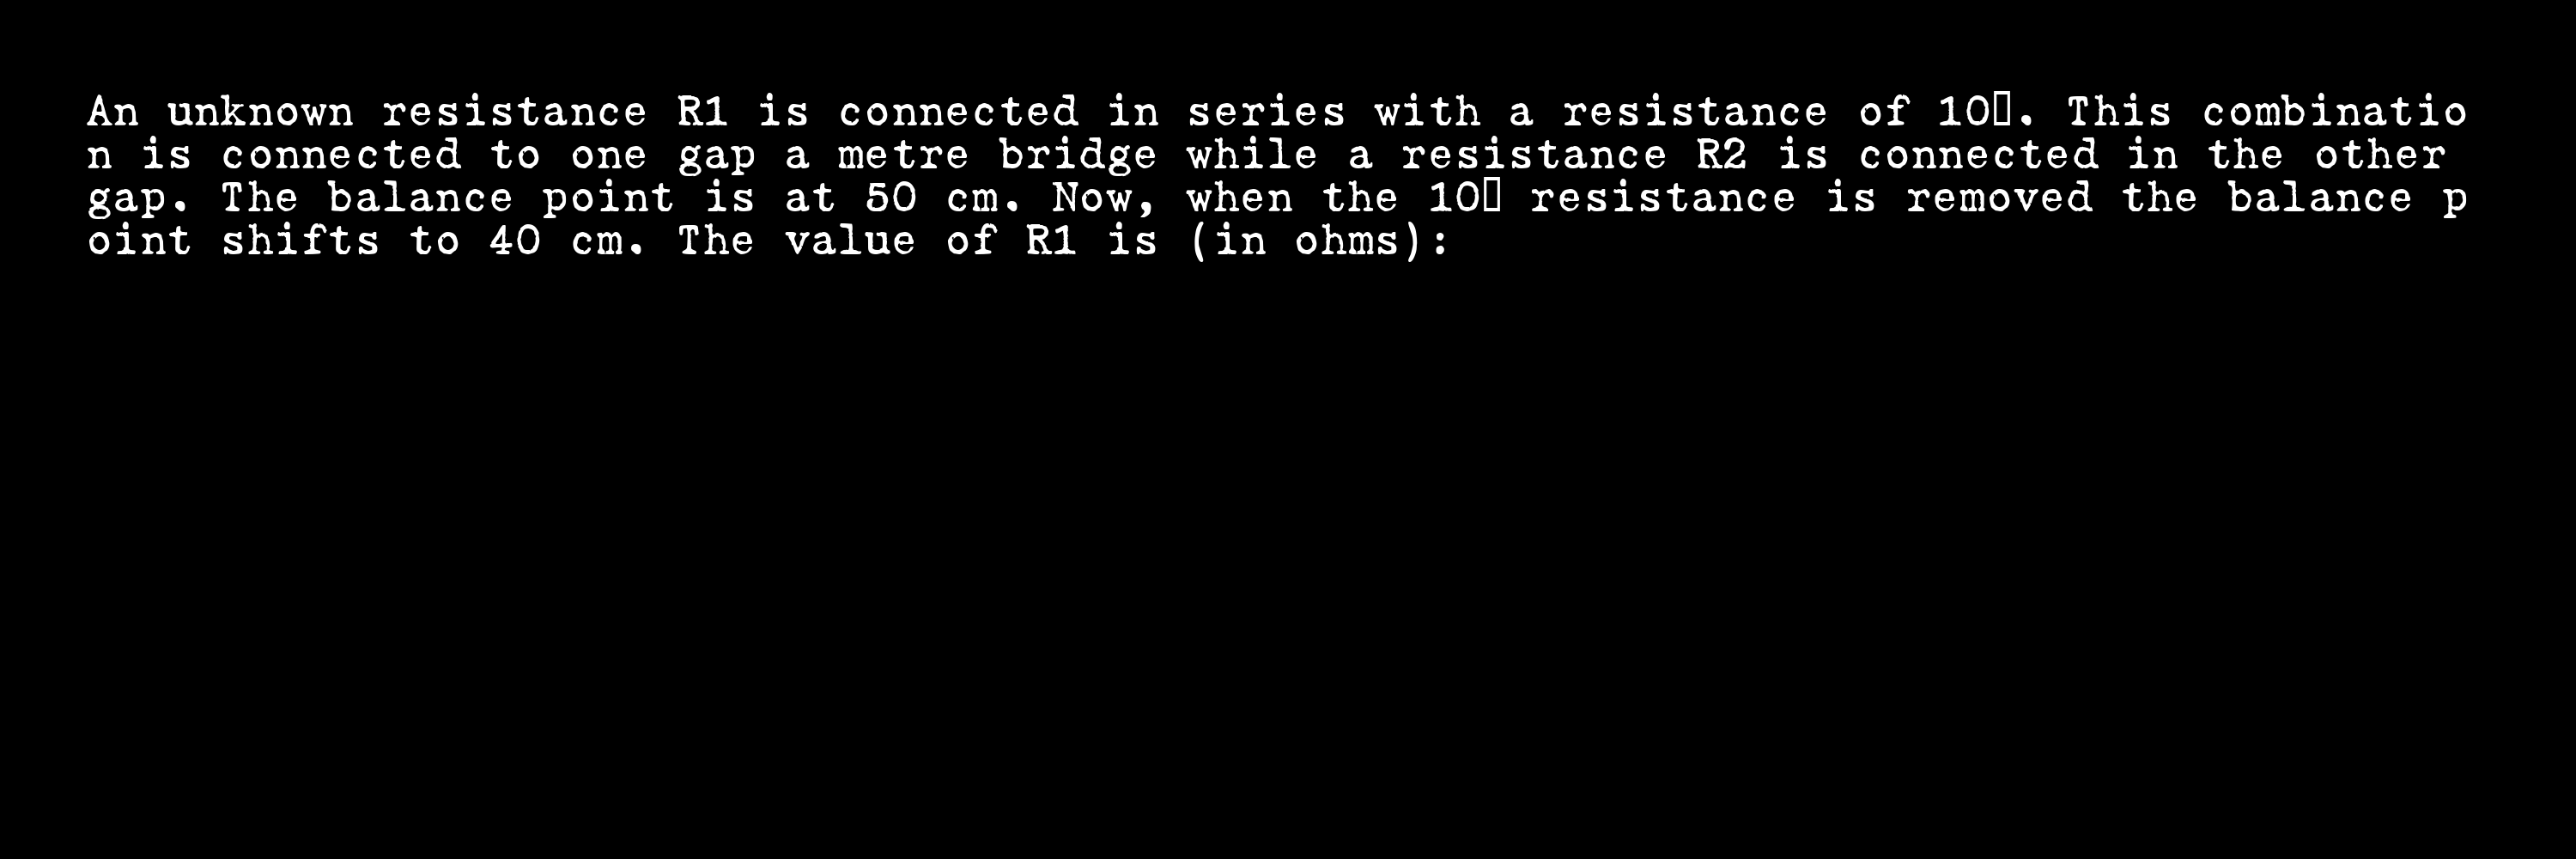 An unknown resistance R1 is connected in series with a resistance of 10▯. This combinatio
n is connected to one gap a metre bridge while a resistance R2 is connected in the other
gap. The balance point is at 50 cm. Now, when the 10▯ resistance is removed the balance p
oint shifts to 40 cm. The value of R1 is (in ohms):